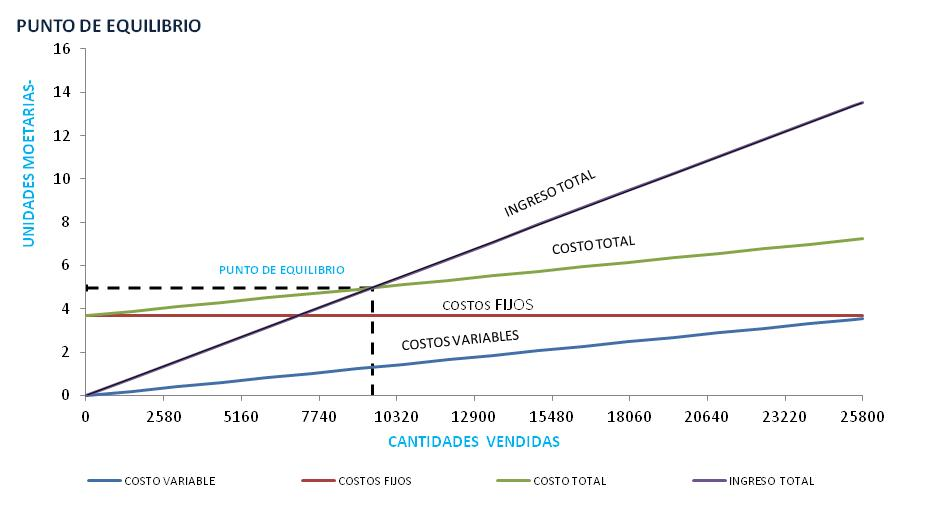 PUNTO DE EQUILIBRIO
UNIDADES MOETARIAS-
16
14
12
10
8
6
4
2
0
INGRESO TOTAL
COSTO TOTAL
PUNTO DE EQUILIBRIO
COSTOS FIJOS
COSTOS VARIABLES
0 2580 5160 7740 10320 12900 15480 18060 20640 23220 25800
CANTIDADES VENDIDAS
COSTO VARIABLE COSTOS FIJOS COSTO TOTAL INGRESO TOTAL